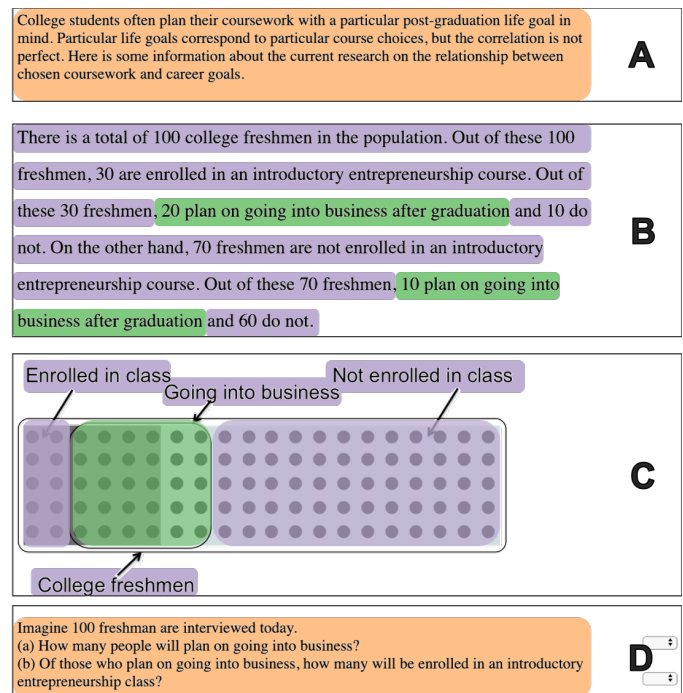 College students often plan their coursework with a particular post-graduation life goal in
mind. Particular life goals correspond to particular course choices, but the correlation is not
perfect. Here is some information about the current research on the relationship between
chosen coursework and career goals.
A
There is a total of 100 college freshmen in the population. Out of these 100
freshmen, 30 are enrolled in an introductory entrepreneurship course. Out of
these 30 freshmen, 20 plan on going into business after graduation and 10 do
not. On the other hand, 70 freshmen are not enrolled in an introductory
entrepreneurship course. Out of these 70 freshmen, 10 plan on going into
business after graduation and 60 do not.
B
Enrolled in class
Going into business
Not enrolled in class
College freshmen
C
Imagine 100 freshman are interviewed today.
(a) How many people will plan on going into business?
(b) Of those who plan on going into business, how many will be enrolled in an introductory
entrepreneurship class?
D